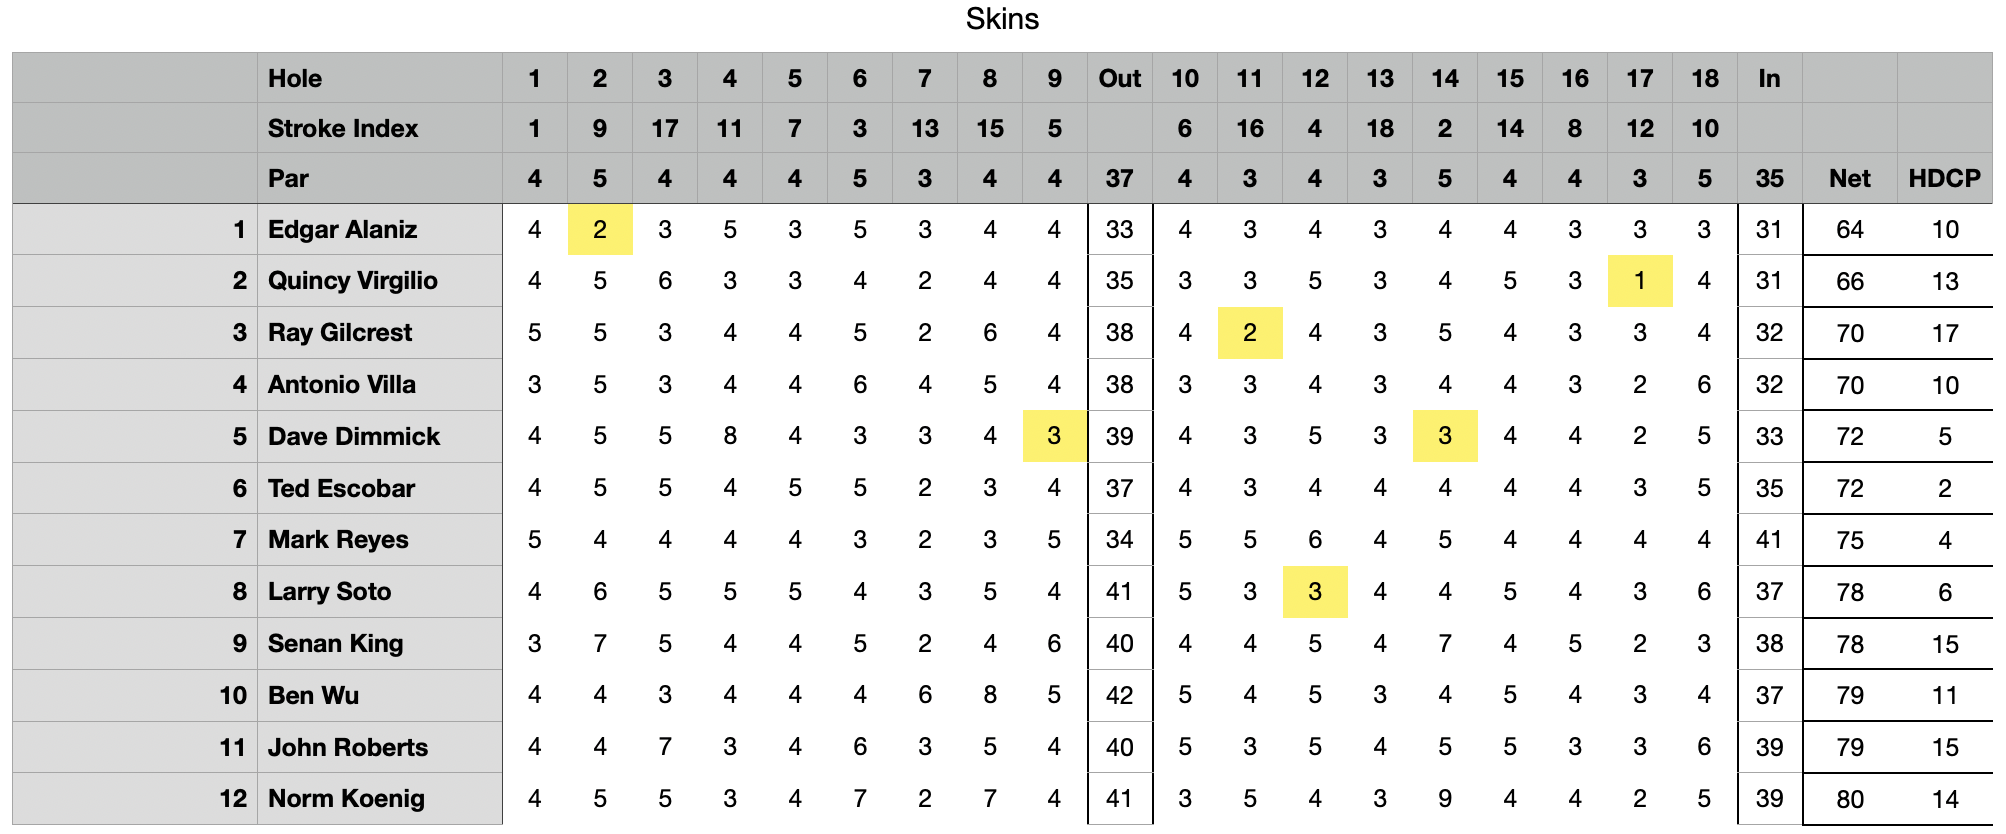 Skins
Hole 1 2 3 4 5 6 7 8 9 Out 10 11 12 13 14 15 16 17 18 In
Stroke Index 1 9 17 11 7 3 13 15 5 6 16 4 18 2 14 8 12 10
Par 4 5 4 4 4 5 3 4 4 37 4 3 4 3 5 4 4 3 5 35 Net HDCP
1 Edgar Alaniz 4 2 3 5 3 5 3 4 4 33 4 3 4 3 4 4 3 3 3 31 64 10
2 Quincy Virgilio 4 5 6 3 3 4 2 4 4 35 3 3 5 3 4 5 3 1 4 31 66 13
3 Ray Gilcrest 5 5 3 4 4 5 2 6 4 38 4 2 4 3 5 4 3 3 4 32 70 17
4 Antonio Villa 3 5 3 4 4 6 4 5 4 38 3 3 4 3 4 4 3 2 6 32 70 10
5 Dave Dimmick 4 5 5 8 4 3 3 4 3 39 4 3 5 3 3 4 4 2 5 33 72 5
6 Ted Escobar 4 5 5 4 5 5 2 3 4 37 4 3 4 4 4 4 4 3 5 35 72 2
7 Mark Reyes 5 4 4 4 4 3 2 3 5 34 5 5 6 4 5 4 4 4 4 41 75 4
8 Larry Soto 4 6 5 5 5 4 3 5 4 41 5 3 3 4 4 5 4 3 6 37 78 6
9 Senan King 3 7 5 4 4 5 2 4 6 40 4 4 5 4 7 4 5 2 3 38 78 15
10 Ben Wu 4 4 3 4 4 4 6 8 5 42 5 4 5 3 4 5 4 3 4 37 79 11
11 John Roberts 4 4 7 3 4 6 3 5 4 40 5 3 5 4 5 5 3 3 6 39 79 15
12 Norm Koenig 4 5 5 3 4 7 2 7 4 41 3 5 4 3 9 4 4 2 5 39 80 14